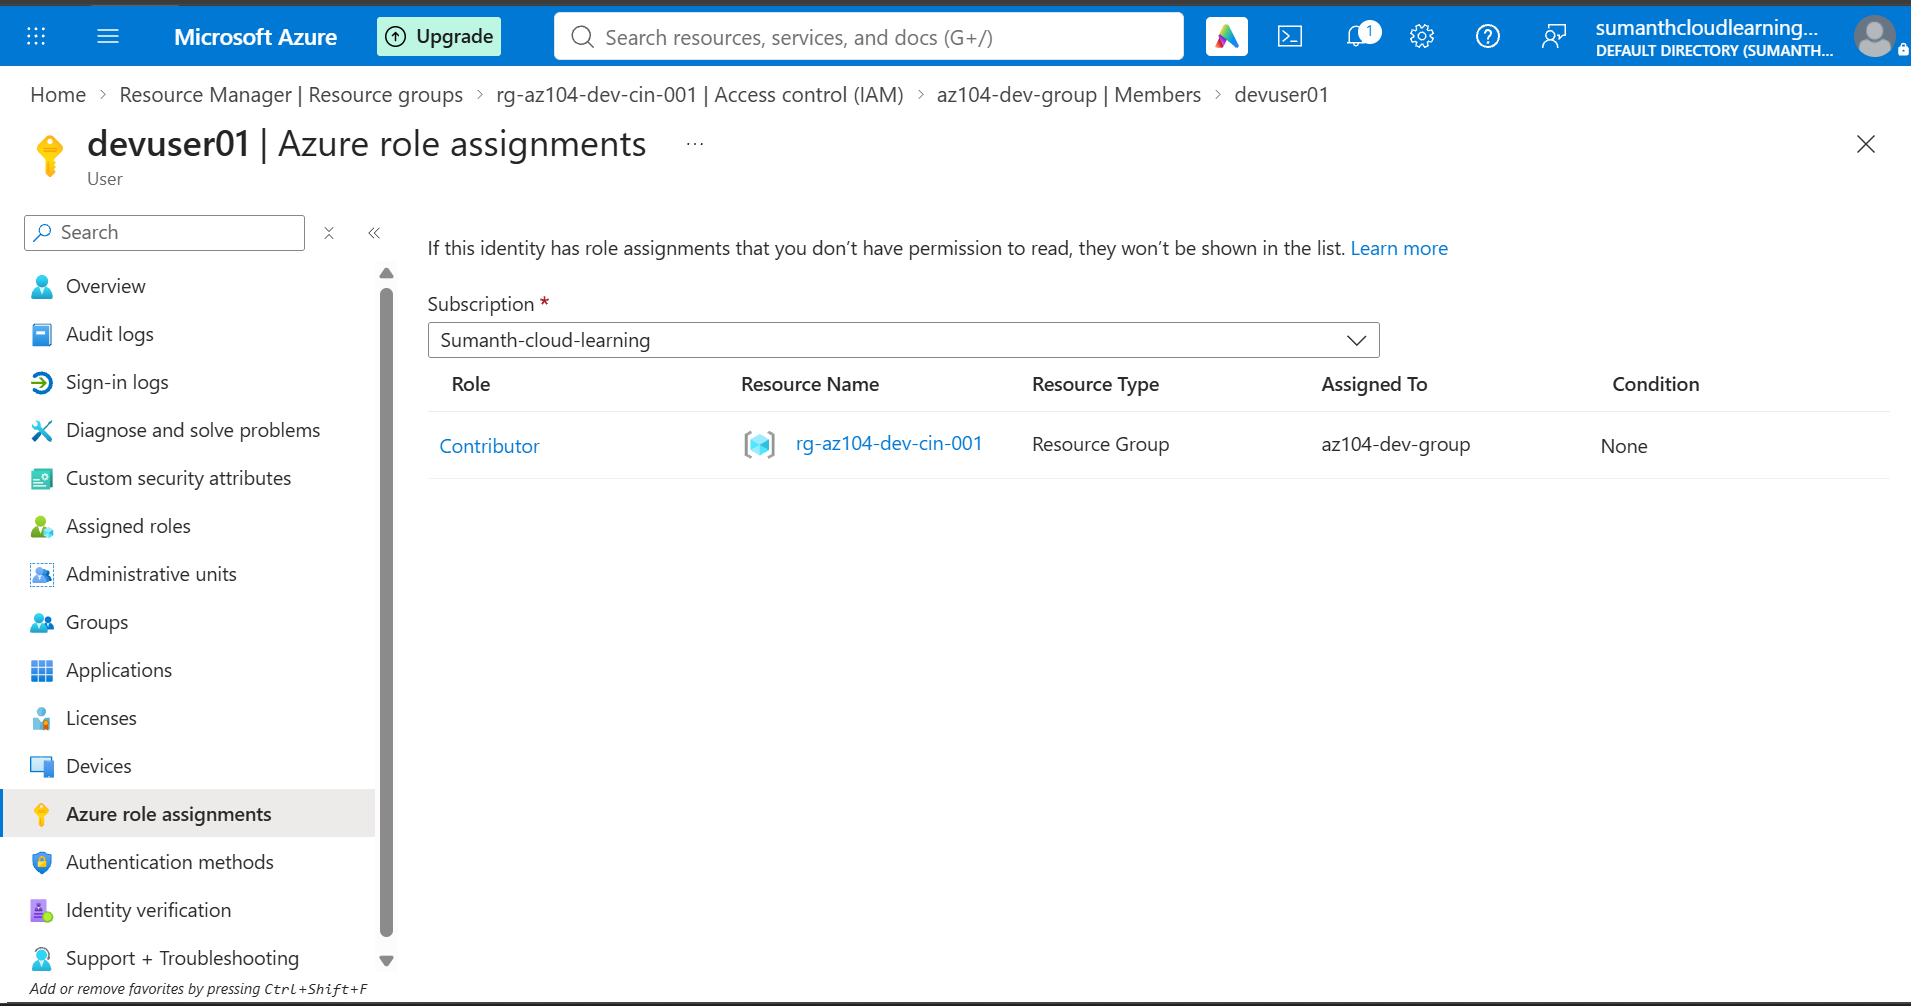 Microsoft Azure
Upgrade
Search resources, services, and docs (G+/)
1
sumanthcloudlearning...
DEFAULT DIRECTORY (SUMANTH...
Home > Resource Manager | Resource groups > rg-az104-dev-cin-001 | Access control (IAM) > az104-dev-group | Members > devuser01
devuser01 | Azure role assignments ...
User
Search
If this identity has role assignments that you don’t have permission to read, they won’t be shown in the list. Learn more
Subscription *
Sumanth-cloud-learning
Role Resource Name Resource Type Assigned To Condition
Contributor rg-az104-dev-cin-001 Resource Group az104-dev-group None
Overview
Audit logs
Sign-in logs
Diagnose and solve problems
Custom security attributes
Assigned roles
Administrative units
Groups
Applications
Licenses
Devices
Azure role assignments
Authentication methods
Identity verification
Support + Troubleshooting
Add or remove favorites by pressing Ctrl+Shift+F